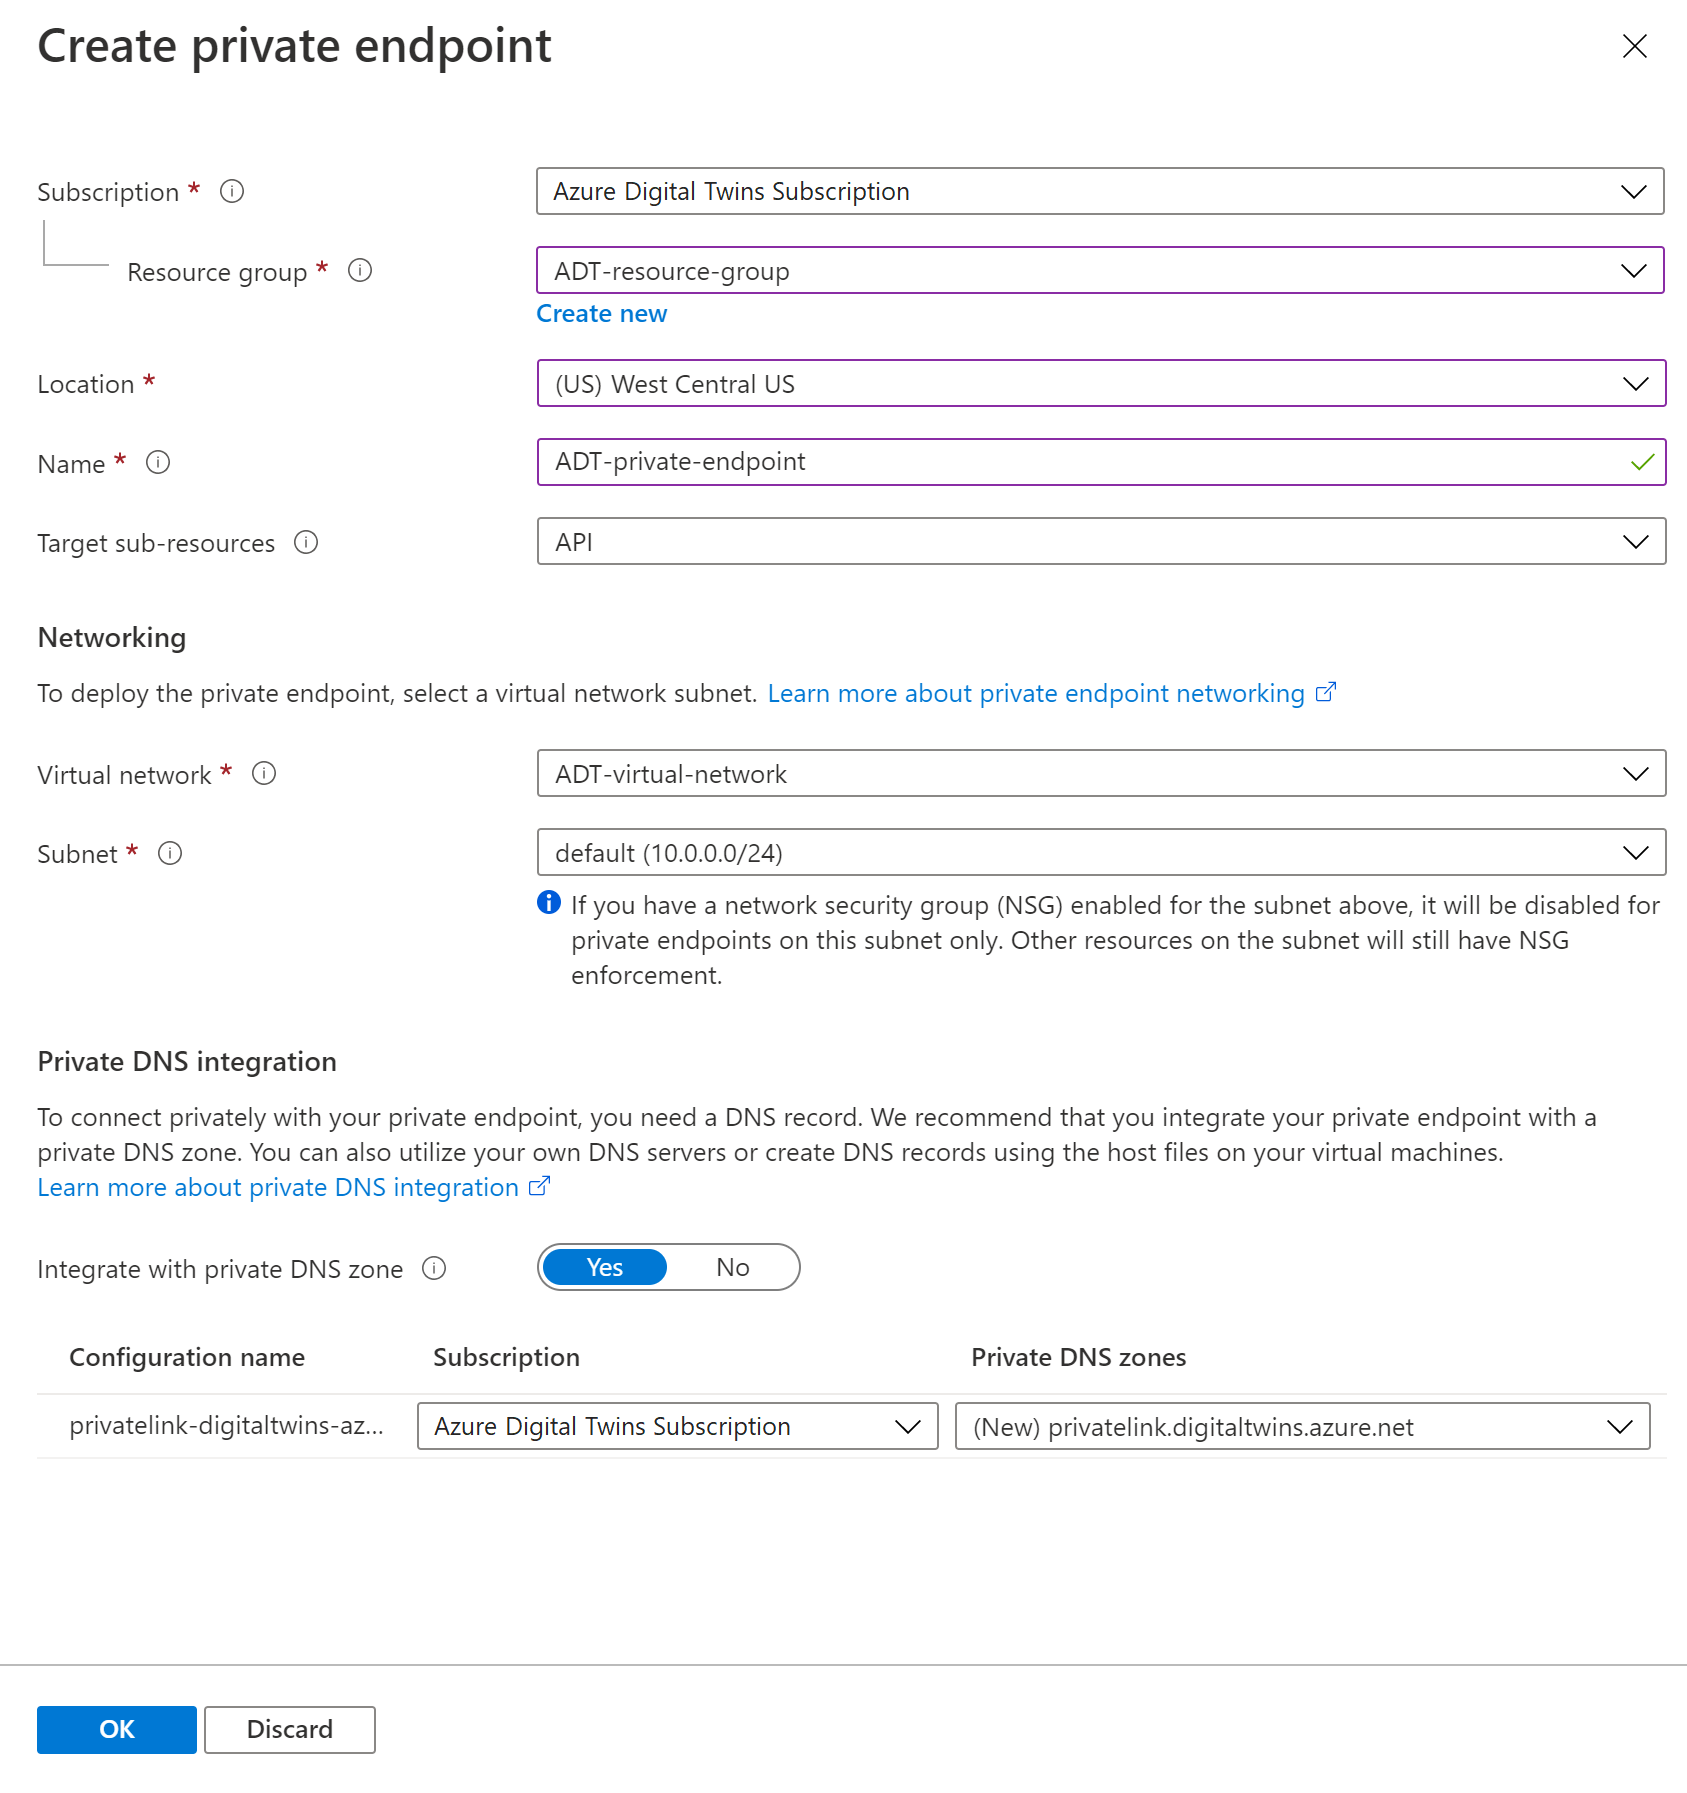 Create private endpoint
Subscription * Azure Digital Twins Subscription
Resource group * ADT-resource-group
Create new
Location * (US) West Central US
Name * ADT-private-endpoint
Target sub-resources API
Networking
To deploy the private endpoint, select a virtual network subnet. Learn more about private endpoint networking
Virtual network * ADT-virtual-network
Subnet * default (10.0.0.0/24)
If you have a network security group (NSG) enabled for the subnet above, it will be disabled for
private endpoints on this subnet only. Other resources on the subnet will still have NSG
enforcement.
Private DNS integration
To connect privately with your private endpoint, you need a DNS record. We recommend that you integrate your private endpoint with a
private DNS zone. You can also utilize your own DNS servers or create DNS records using the host files on your virtual machines.
Learn more about private DNS integration
Integrate with private DNS zone Yes No
Configuration name Subscription Private DNS zones
privatelink-digitaltwins-az... Azure Digital Twins Subscription (New) privatelink.digitaltwins.azure.net
OK Discard